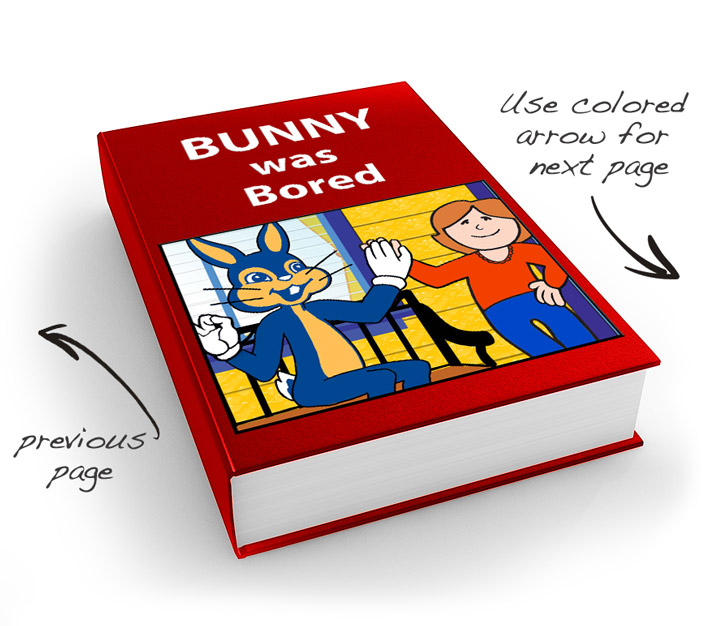 BUNNY
was
Bored
Use colored
arrow for
next page
previous
page